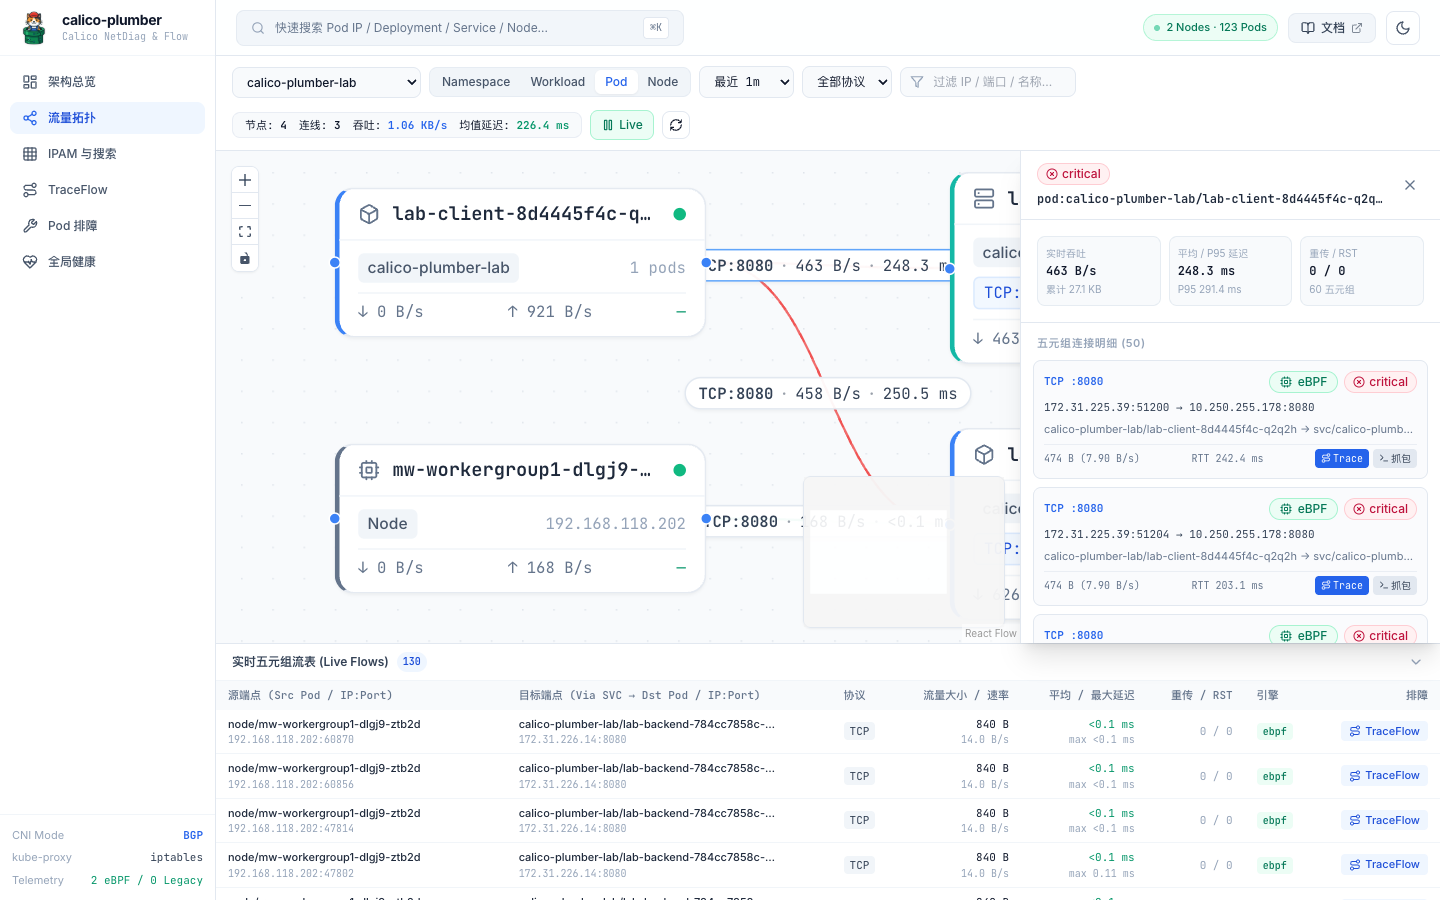 calico-plumber
Calico NetDiag & Flow
架构总览
流量拓扑
IPAM 与搜索
TraceFlow
Pod 排障
全局健康
CNI Mode BGP
kube-proxy iptables
Telemetry 2 eBPF / 0 Legacy
快速搜索 Pod IP / Deployment / Service / Node... ⌘K
2 Nodes · 123 Pods
文档
calico-plumber-lab
Namespace Workload Pod Node
最近 1m
全部协议
过滤 IP / 端口 / 名称...
节点: 4 连线: 3 吞吐: 1.06 KB/s 均值延迟: 226.4 ms
Live
lab-client-8d4445f4c-q…
calico-plumber-lab 1 pods
↓ 0 B/s ↑ 921 B/s —
CP:8080 · 463 B/s · 248.3 m
TCP:8080 · 458 B/s · 250.5 ms
mw-workergroup1-dlgj9-…
Node 192.168.118.202
↓ 0 B/s ↑ 168 B/s —
CP:8080 · 168 B/s · <0.1 m
l
calic
TCP:
↓ 463
l
calic
TCP:
↓ 626
React Flow
critical
pod:calico-plumber-lab/lab-client-8d4445f4c-q2q…
实时吞吐
463 B/s
累计 27.1 KB
平均 / P95 延迟
248.3 ms
P95 291.4 ms
重传 / RST
0 / 0
60 五元组
五元组连接明细 (50)
TCP :8080 eBPF critical
172.31.225.39:51200 → 10.250.255.178:8080
calico-plumber-lab/lab-client-8d4445f4c-q2q2h → svc/calico-plumb…
474 B (7.90 B/s) RTT 242.4 ms Trace 抓包
TCP :8080 eBPF critical
172.31.225.39:51204 → 10.250.255.178:8080
calico-plumber-lab/lab-client-8d4445f4c-q2q2h → svc/calico-plumb…
474 B (7.90 B/s) RTT 203.1 ms Trace 抓包
TCP :8080 eBPF critical
实时五元组流表 (Live Flows) 130
源端点 (Src Pod / IP:Port) 目标端点 (Via SVC → Dst Pod / IP:Port) 协议 流量大小 / 速率 平均 / 最大延迟 重传 / RST 引擎 排障
node/mw-workergroup1-dlgj9-ztb2d calico-plumber-lab/lab-backend-784cc7858c-… TCP 840 B <0.1 ms 0 / 0 ebpf TraceFlow
192.168.118.202:60870 172.31.226.14:8080 14.0 B/s max <0.1 ms
node/mw-workergroup1-dlgj9-ztb2d calico-plumber-lab/lab-backend-784cc7858c-… TCP 840 B <0.1 ms 0 / 0 ebpf TraceFlow
192.168.118.202:60856 172.31.226.14:8080 14.0 B/s max <0.1 ms
node/mw-workergroup1-dlgj9-ztb2d calico-plumber-lab/lab-backend-784cc7858c-… TCP 840 B <0.1 ms 0 / 0 ebpf TraceFlow
192.168.118.202:47814 172.31.226.14:8080 14.0 B/s max <0.1 ms
node/mw-workergroup1-dlgj9-ztb2d calico-plumber-lab/lab-backend-784cc7858c-… TCP 840 B <0.1 ms 0 / 0 ebpf TraceFlow
192.168.118.202:47802 172.31.226.14:8080 14.0 B/s max 0.11 ms